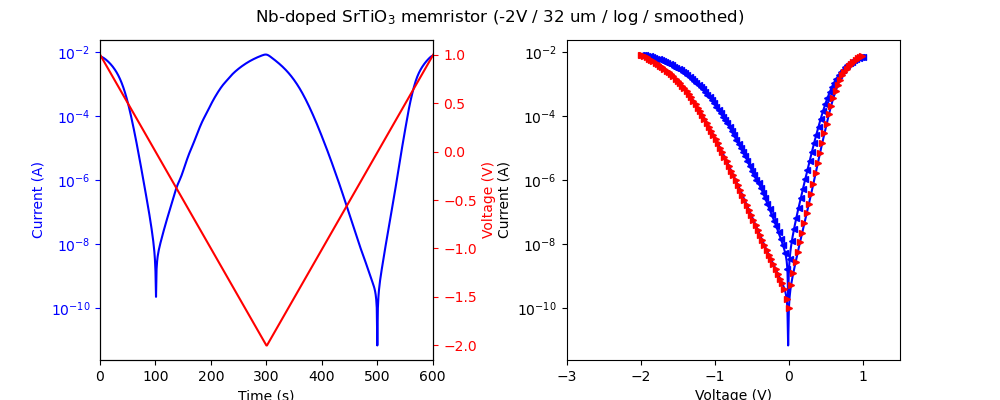 Nb-doped SrTiO₃ memristor (-2V / 32 um / log / smoothed)
10⁻²
10⁻⁴
10⁻⁶
10⁻⁸
10⁻¹⁰
Current (A)
0 100 200 300 400 500 600
Time (s)
1.0
0.5
0.0
−0.5
−1.0
−1.5
−2.0
Voltage (V)
10⁻²
10⁻⁴
10⁻⁶
10⁻⁸
10⁻¹⁰
Current (A)
−3 −2 −1 0 1
Voltage (V)